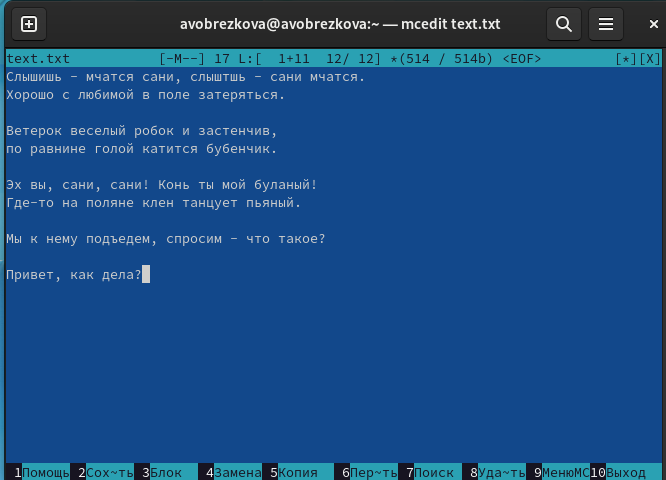 avobrezkova@avobrezkova:~ — mcedit text.txt
text.txt [-M--] 17 L:[ 1+11 12/ 12] *(514 / 514b) <EOF> [*][X]
Слышишь - мчатся сани, слыштшь - сани мчатся.
Хорошо с любимой в поле затеряться.
Ветерок веселый робок и застенчив,
по равнине голой катится бубенчик.
Эх вы, сани, сани! Конь ты мой буланый!
Где-то на поляне клен танцует пьяный.
Мы к нему подъедем, спросим - что такое?
Привет, как дела?
1Помощь 2Сох~ть 3Блок 4Замена 5Копия 6Пер~ть 7Поиск 8Уда~ть 9МенюМС 10Выход